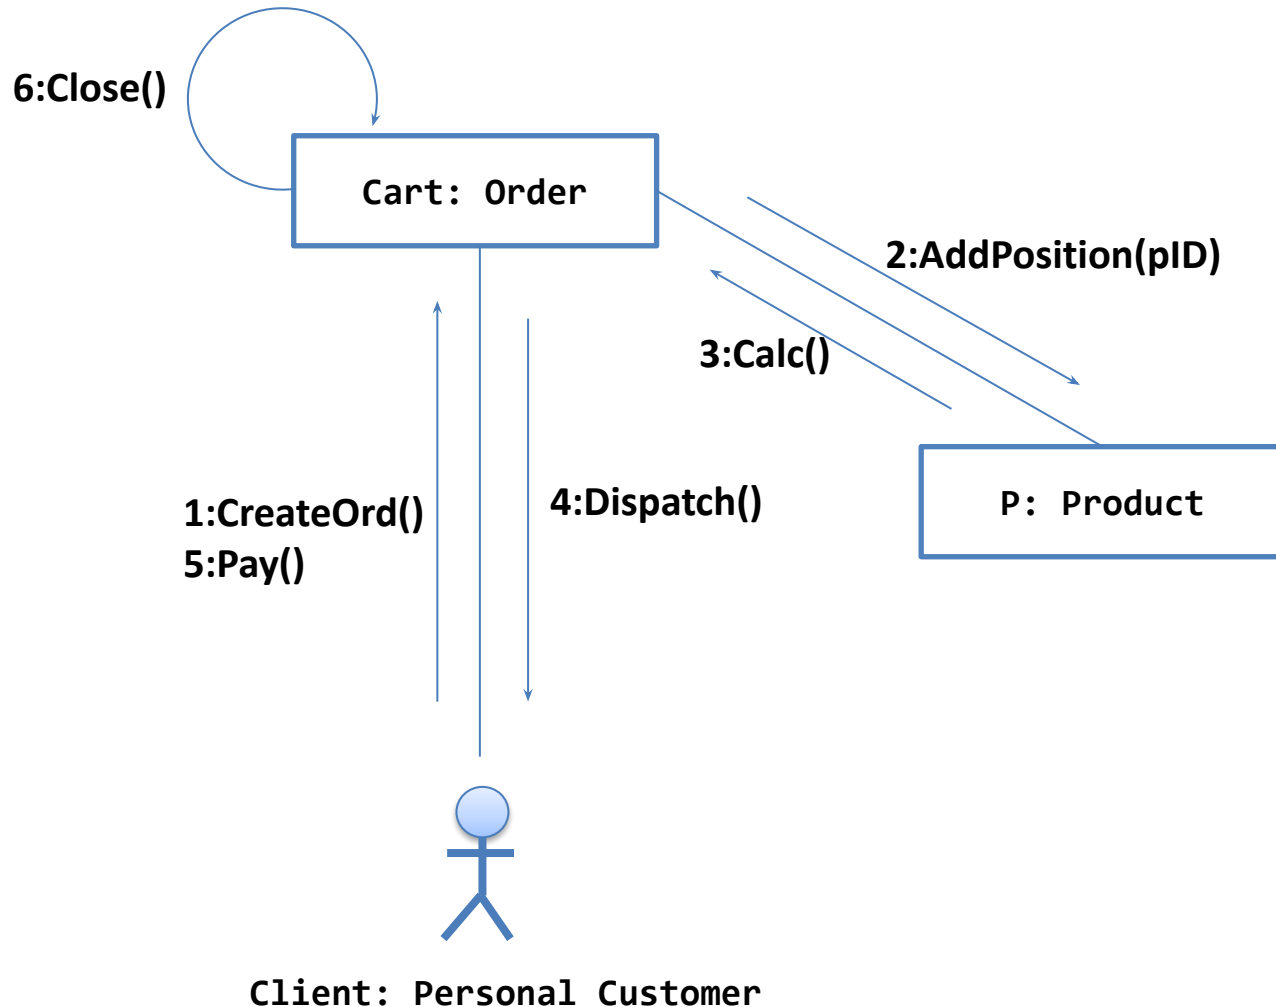 6:Close()
Cart: Order
2:AddPosition(pID)
3:Calc()
1:CreateOrd()
5:Pay()
4:Dispatch()
P: Product
Client: Personal Customer